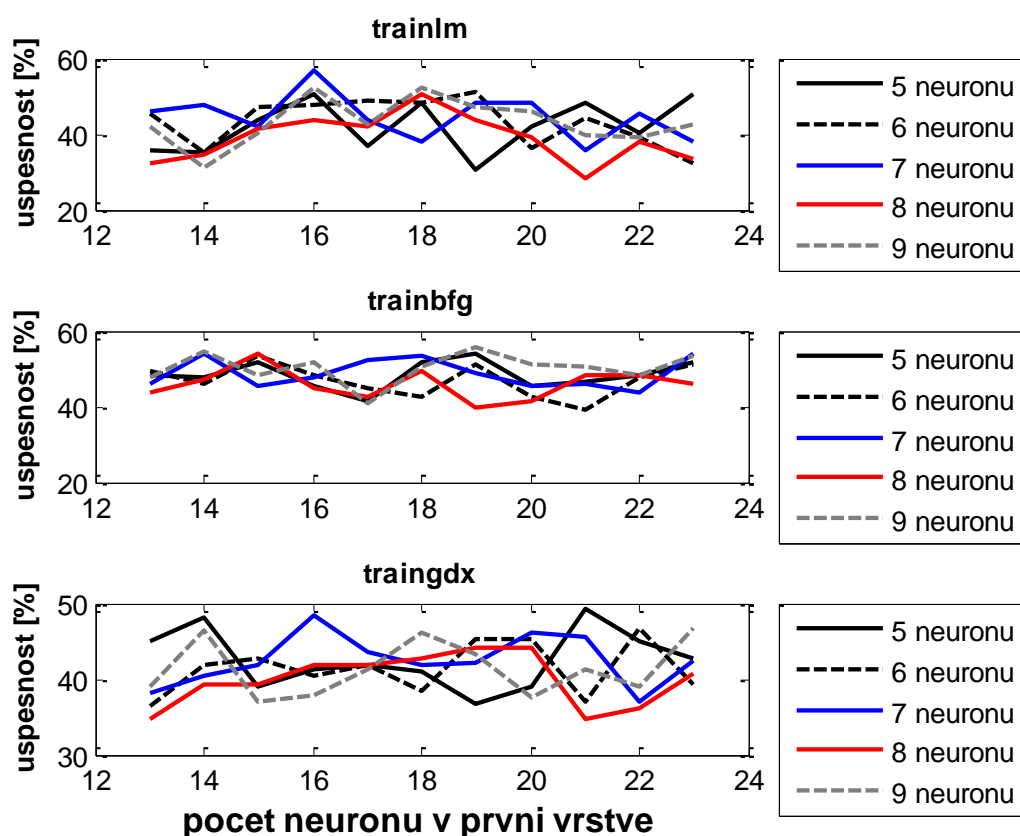 trainlm
uspesnost [%]
60
40
20
12 14 16 18 20 22 24
5 neuronu
6 neuronu
7 neuronu
8 neuronu
9 neuronu
trainbfg
uspesnost [%]
60
40
20
12 14 16 18 20 22 24
5 neuronu
6 neuronu
7 neuronu
8 neuronu
9 neuronu
traingdx
uspesnost [%]
50
40
30
12 14 16 18 20 22 24
5 neuronu
6 neuronu
7 neuronu
8 neuronu
9 neuronu
pocet neuronu v prvni vrstve